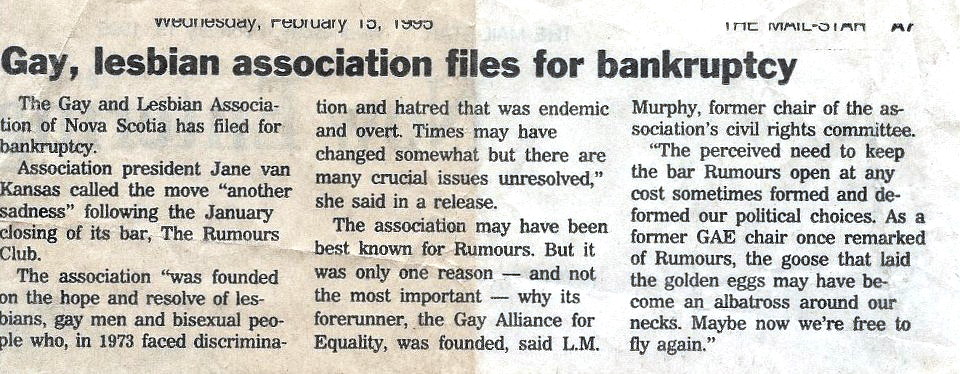 Wednesday, February 15, 1995
THE MAIL-STAR A7
Gay, lesbian association files for bankruptcy
The Gay and Lesbian Associa-
tion of Nova Scotia has filed for
bankruptcy.
Association president Jane van
Kansas called the move “another
sadness” following the January
closing of its bar, The Rumours
Club.
The association “was founded
on the hope and resolve of les-
bians, gay men and bisexual peo-
ple who, in 1973 faced discrimina-
tion and hatred that was endemic
and overt. Times may have
changed somewhat but there are
many crucial issues unresolved,”
she said in a release.
The association may have been
best known for Rumours. But it
was only one reason — and not
the most important — why its
forerunner, the Gay Alliance for
Equality, was founded, said L.M.
Murphy, former chair of the as-
sociation’s civil rights committee.
“The perceived need to keep
the bar Rumours open at any
cost sometimes formed and de-
formed our political choices. As a
former GAE chair once remarked
of Rumours, the goose that laid
the golden eggs may have be-
come an albatross around our
necks. Maybe now we’re free to
fly again.”